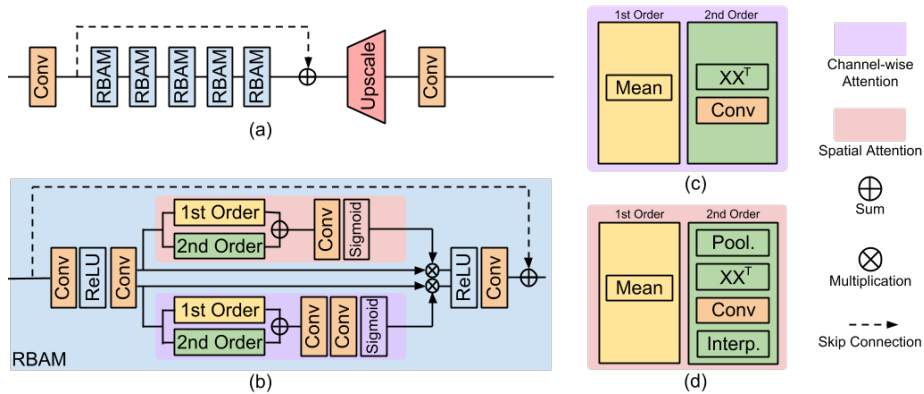 Conv
RBAM
RBAM
RBAM
RBAM
RBAM
Upscale
Conv
(a)
RBAM
Conv
ReLU
Conv
1st Order
2nd Order
Conv
Sigmoid
1st Order
2nd Order
Conv
Conv
Sigmoid
ReLU
Conv
(b)
1st Order
2nd Order
Mean
XXᵀ
Conv
(c)
1st Order
2nd Order
Mean
Pool.
XXᵀ
Conv
Interp.
(d)
Channel-wise
Attention
Spatial Attention
Sum
Multiplication
Skip Connection